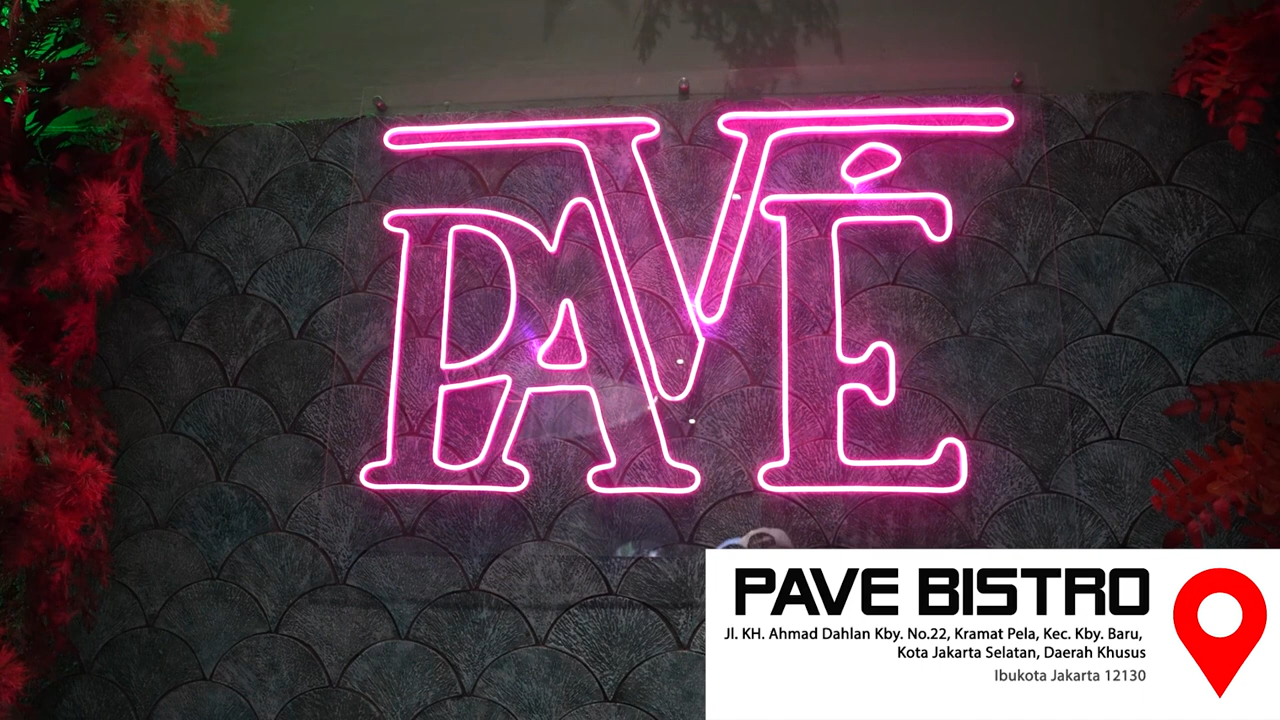 PAVÉ
PAVE BISTRO
Jl. KH. Ahmad Dahlan Kby. No.22, Kramat Pela, Kec. Kby. Baru,
Kota Jakarta Selatan, Daerah Khusus
Ibukota Jakarta 12130